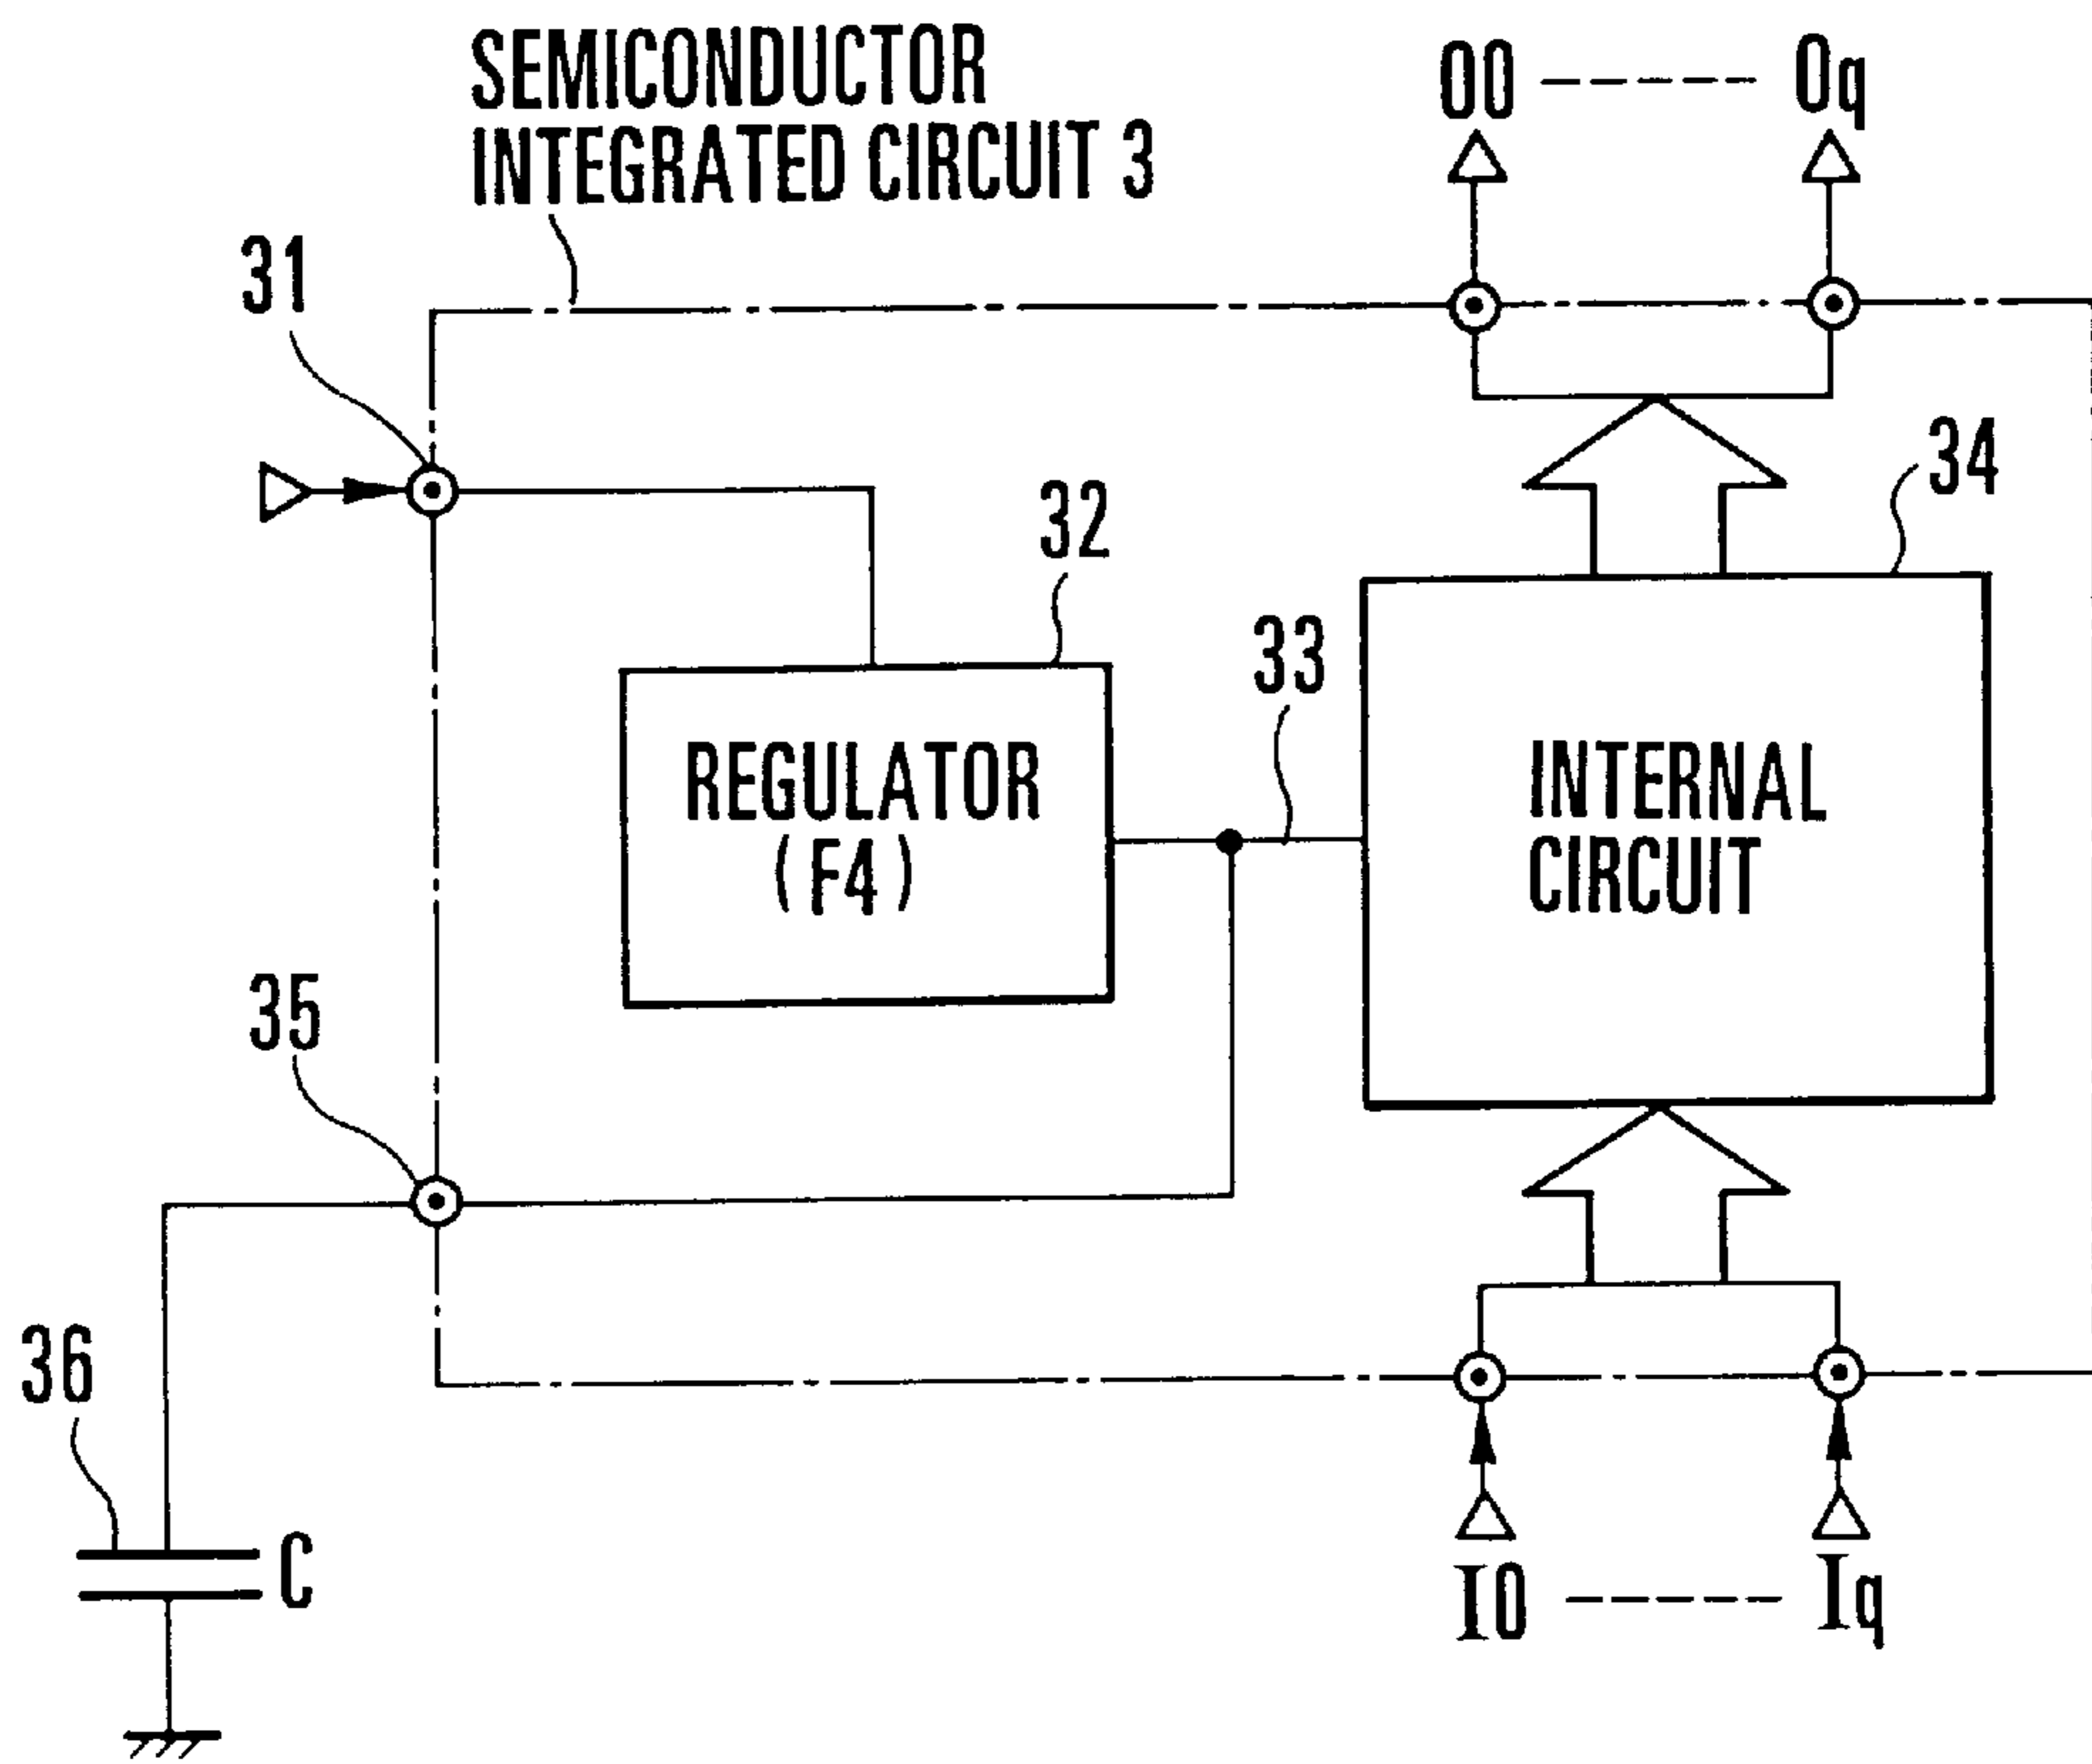 SEMICONDUCTOR
INTEGRATED CIRCUIT 3
O0 ----- Oq
31
34
32
33
REGULATOR
(F4)
INTERNAL
CIRCUIT
35
36
C
I0 ----- Iq